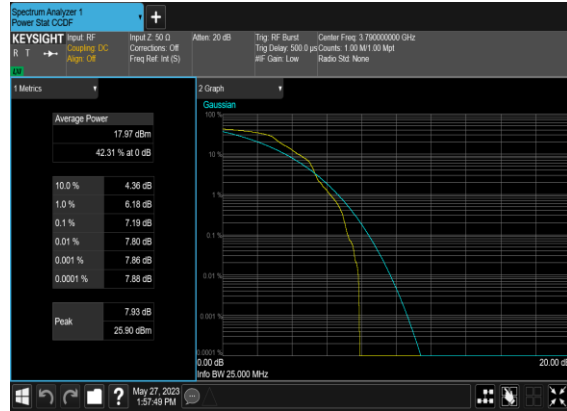 Spectrum Analyzer 1
Power Stat CCDF
+
KEYSIGHT
R T
LW
Input: RF
Coupling: DC
Align: Off
Input Z: 50 Ω
Corrections: Off
Freq Ref: Int (S)
Atten: 20 dB
Trig: RF Burst
Trig Delay: 500.0 µs
#IF Gain: Low
Center Freq: 3.790000000 GHz
Counts: 1.00 M/1.00 Mpt
Radio Std: None
1 Metrics
Average Power
17.97 dBm
42.31 % at 0 dB
10.0 % 4.36 dB
1.0 % 6.18 dB
0.1 % 7.19 dB
0.01 % 7.80 dB
0.001 % 7.86 dB
0.0001 % 7.88 dB
Peak
7.93 dB
25.90 dBm
2 Graph
Gaussian
100 %
10 %
1 %
0.1 %
0.01 %
0.001 %
0.0001 %
0.00 dB 20.00 dB
Info BW 25.000 MHz
?
May 27, 2023
1:57:49 PM